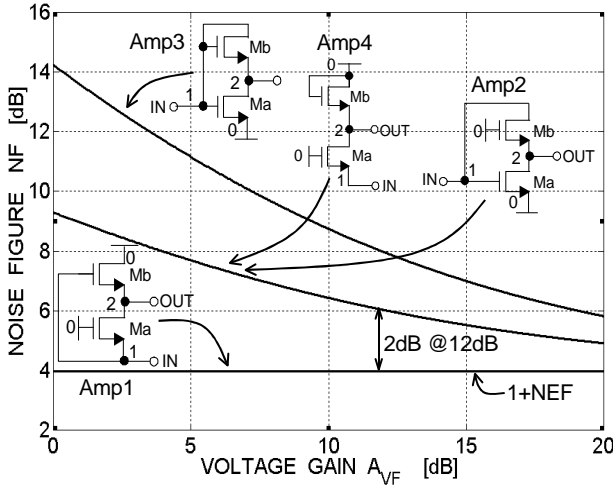 NOISE FIGURE NF [dB]
16
14
12
10
8
6
4
2
Amp3
Mb
2
1
IN
Ma
0
Amp4
0
Mb
2
OUT
0
Ma
1
IN
Amp2
0
Mb
2
OUT
1
IN
Ma
0
0
Mb
2
OUT
0
Ma
1
IN
Amp1
2dB @12dB
1+NEF
0
5
10
15
20
VOLTAGE GAIN AVF [dB]